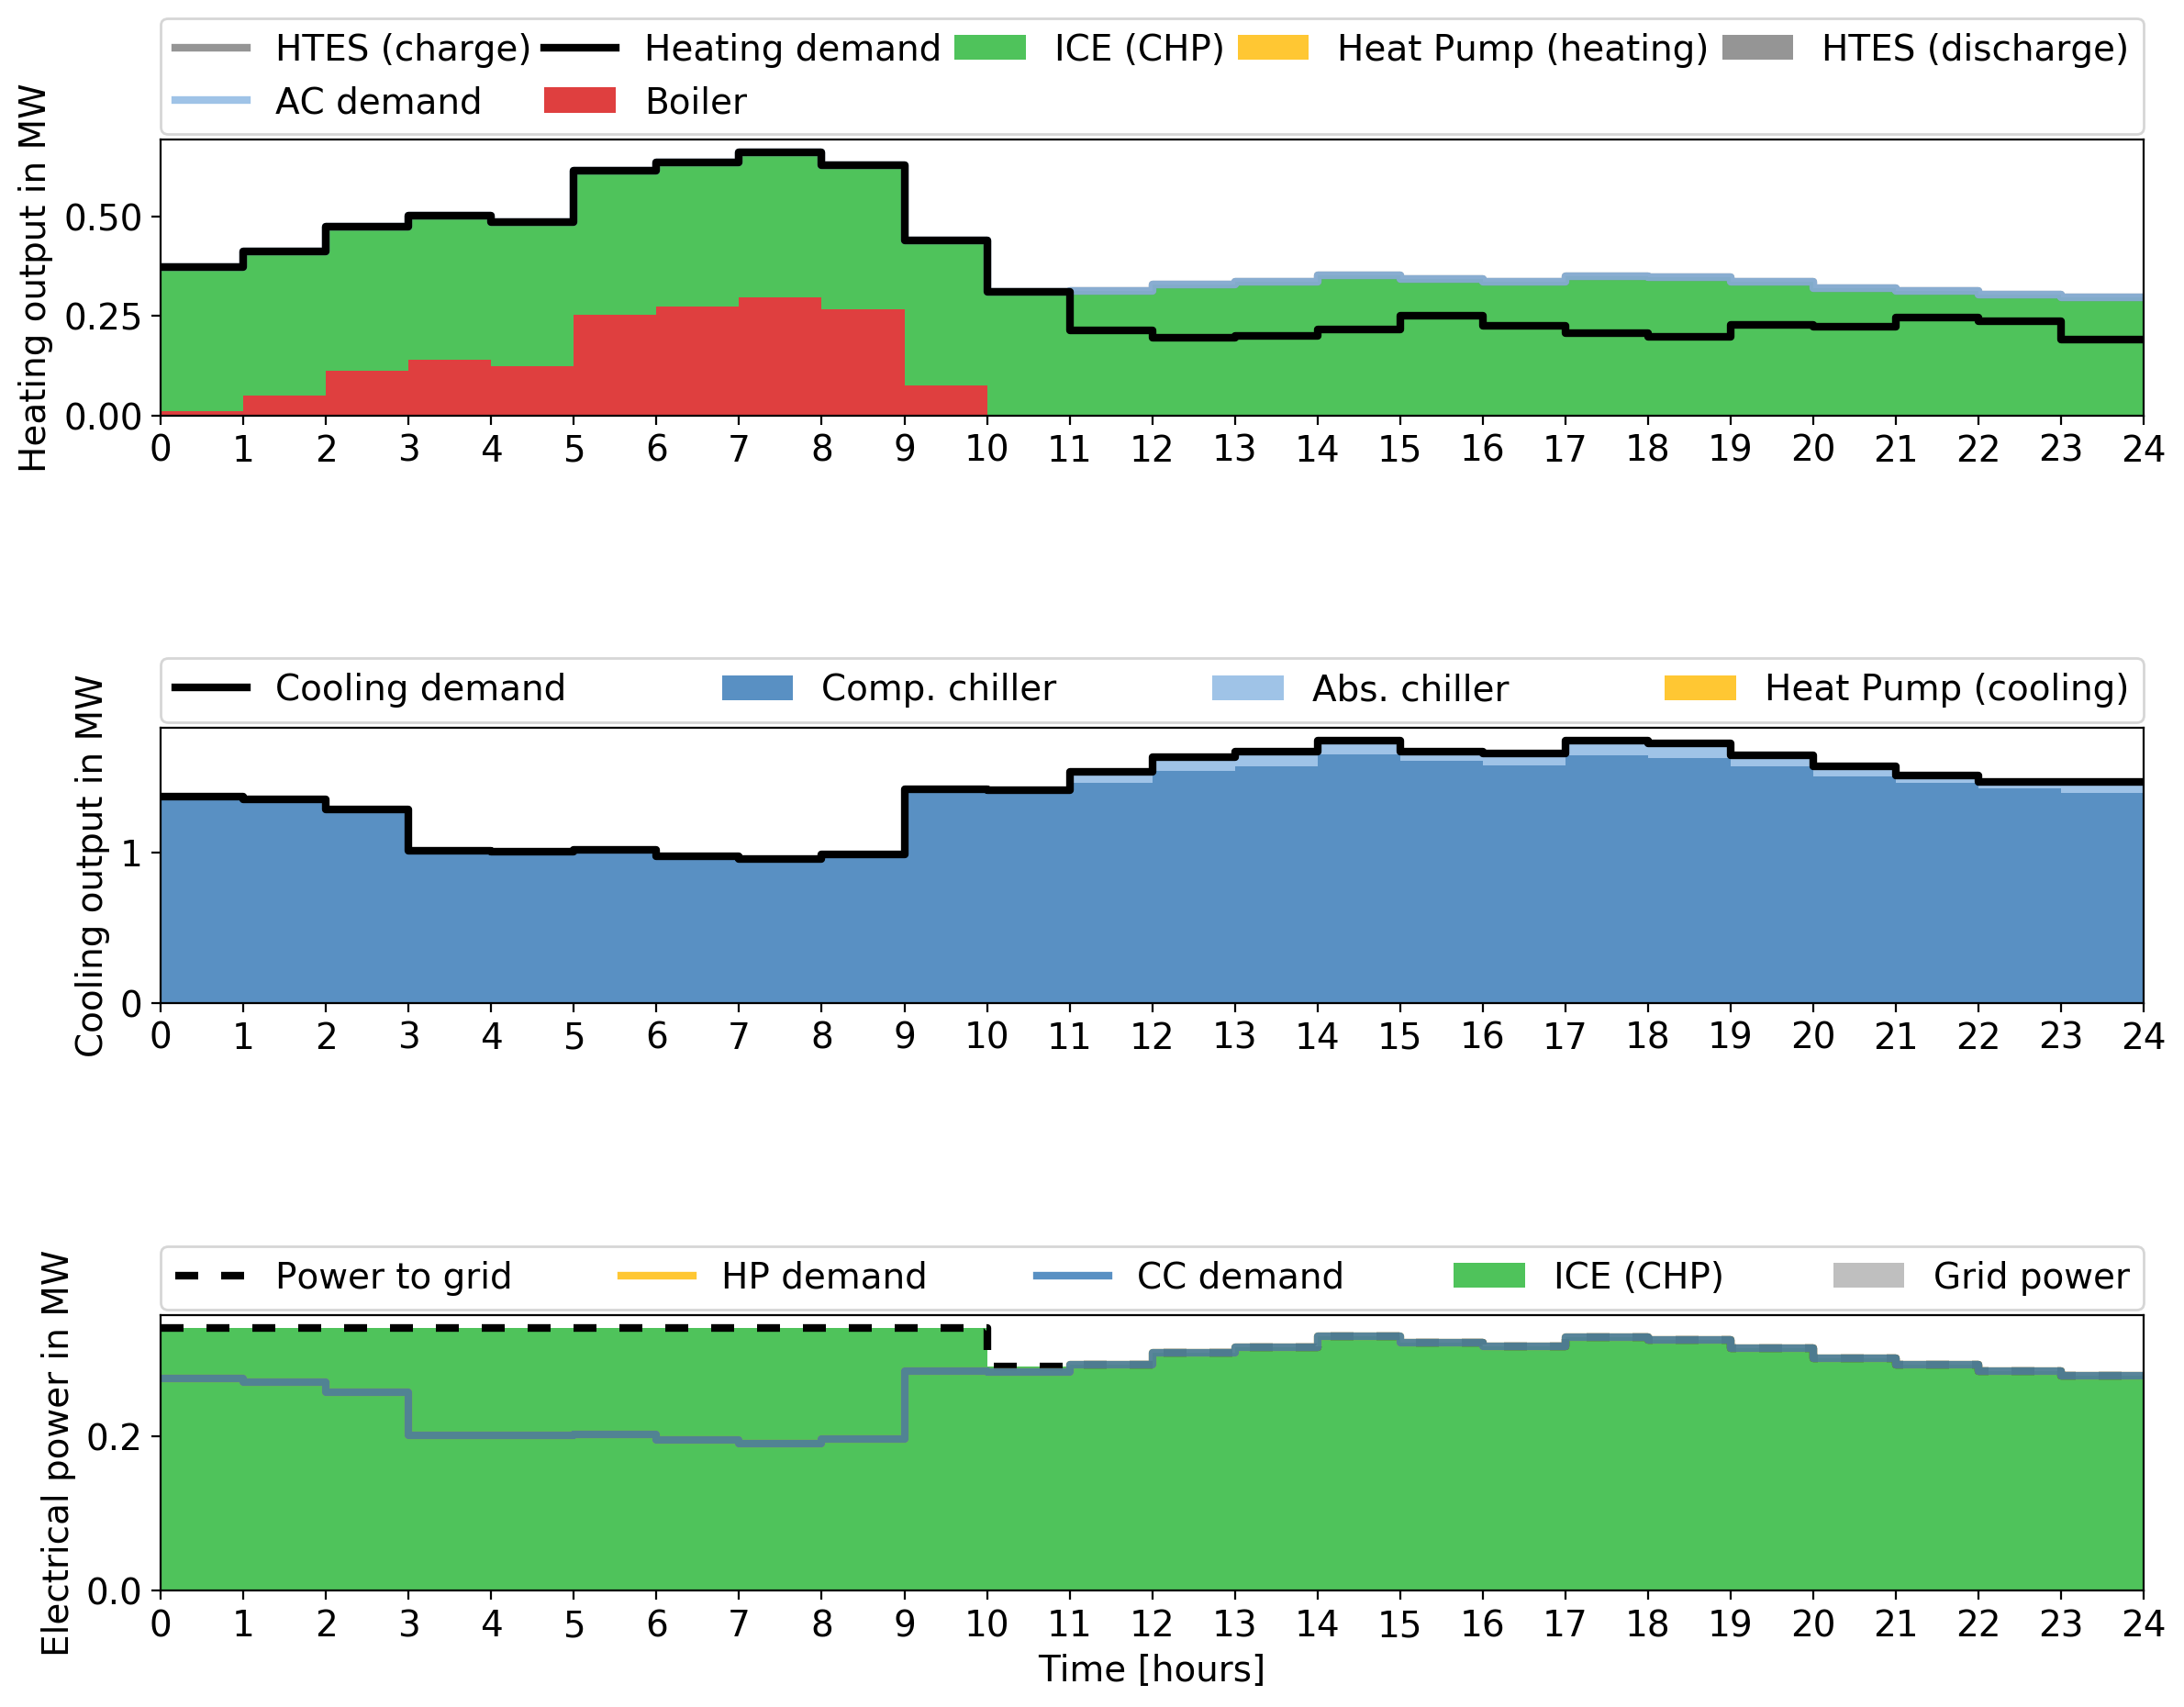 HTES (charge) Heating demand ICE (CHP) Heat Pump (heating) HTES (discharge)
AC demand Boiler
Heating output in MW
0.50
0.25
0.00
0 1 2 3 4 5 6 7 8 9 10 11 12 13 14 15 16 17 18 19 20 21 22 23 24
Cooling demand Comp. chiller Abs. chiller Heat Pump (cooling)
Cooling output in MW
1
0
0 1 2 3 4 5 6 7 8 9 10 11 12 13 14 15 16 17 18 19 20 21 22 23 24
Power to grid HP demand CC demand ICE (CHP) Grid power
Electrical power in MW
0.2
0.0
0 1 2 3 4 5 6 7 8 9 10 11 12 13 14 15 16 17 18 19 20 21 22 23 24
Time [hours]